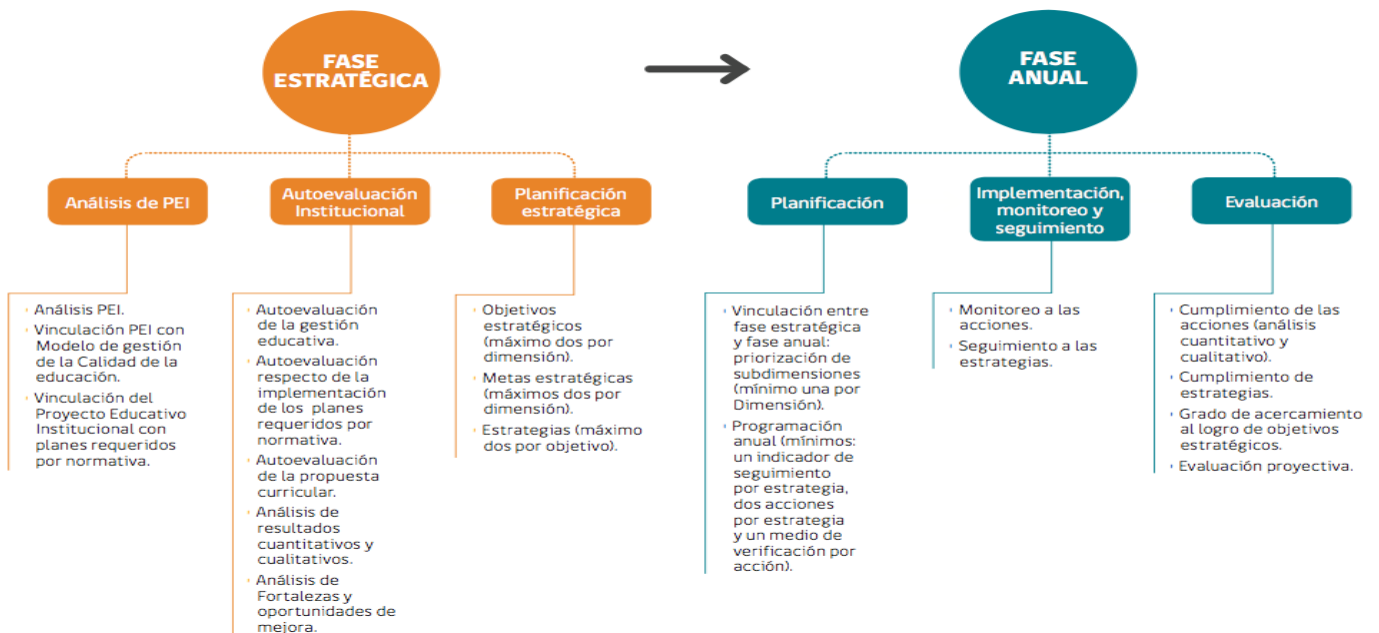 FASE
ESTRATÉGICA
FASE
ANUAL
Análisis de PEI
Autoevaluación
Institucional
Planificación
estratégica
Planificación
Implementación,
monitoreo y
seguimiento
Evaluación
Análisis PEI.
Vinculación PEI con
Modelo de gestión
de la Calidad de la
educación.
Vinculación del
Proyecto Educativo
Institucional con
planes requeridos
por normativa.
Autoevaluación
de la gestión
educativa.
Autoevaluación
respecto de la
implementación
de los planes
requeridos por
normativa.
Autoevaluación
de la propuesta
curricular.
Análisis de
resultados
cuantitativos y
cualitativos.
Análisis de
Fortalezas y
oportunidades de
mejora.
Objetivos
estratégicos
(máximo dos por
dimensión).
Metas estratégicas
(máximos dos por
dimensión).
Estrategias (máximo
dos por objetivo).
Vinculación entre
fase estratégica
y fase anual:
priorización de
subdimensiones
(mínimo una por
Dimensión).
Programación
anual (mínimos:
un indicador de
seguimiento
por estrategia,
dos acciones
por estrategia
y un medio de
verificación por
acción).
Monitoreo a las
acciones.
Seguimiento a las
estrategias.
Cumplimiento de las
acciones (análisis
cuantitativo y
cualitativo).
Cumplimiento de
estrategias.
Grado de acercamiento
al logro de objetivos
estratégicos.
Evaluación proyectiva.